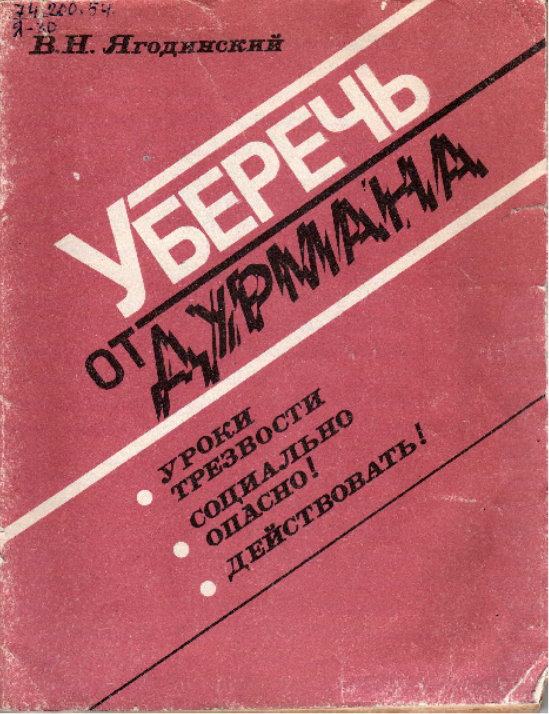 74.200.54.
Я-30
В.Н. Ягодинский
УБЕРЕЧЬ
ОТ ДУРМАНА
УРОКИ
ТРЕЗВОСТИ
СОЦИАЛЬНО
ОПАСНО!
ДЕЙСТВОВАТЬ!